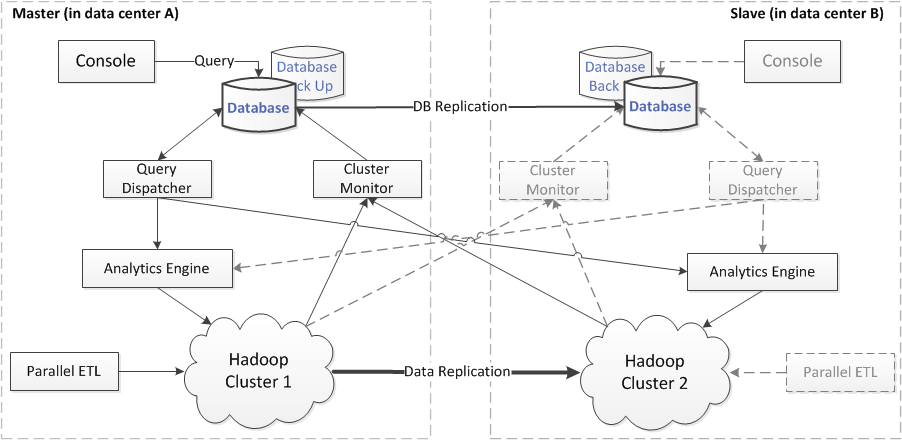 Master (in data center A)
Slave (in data center B)
Console
Query
Database
ck Up
Database
DB Replication
Database
Back
Database
Console
Query
Dispatcher
Cluster
Monitor
Cluster
Monitor
Query
Dispatcher
Analytics Engine
Analytics Engine
Parallel ETL
Hadoop
Cluster 1
Data Replication
Hadoop
Cluster 2
Parallel ETL